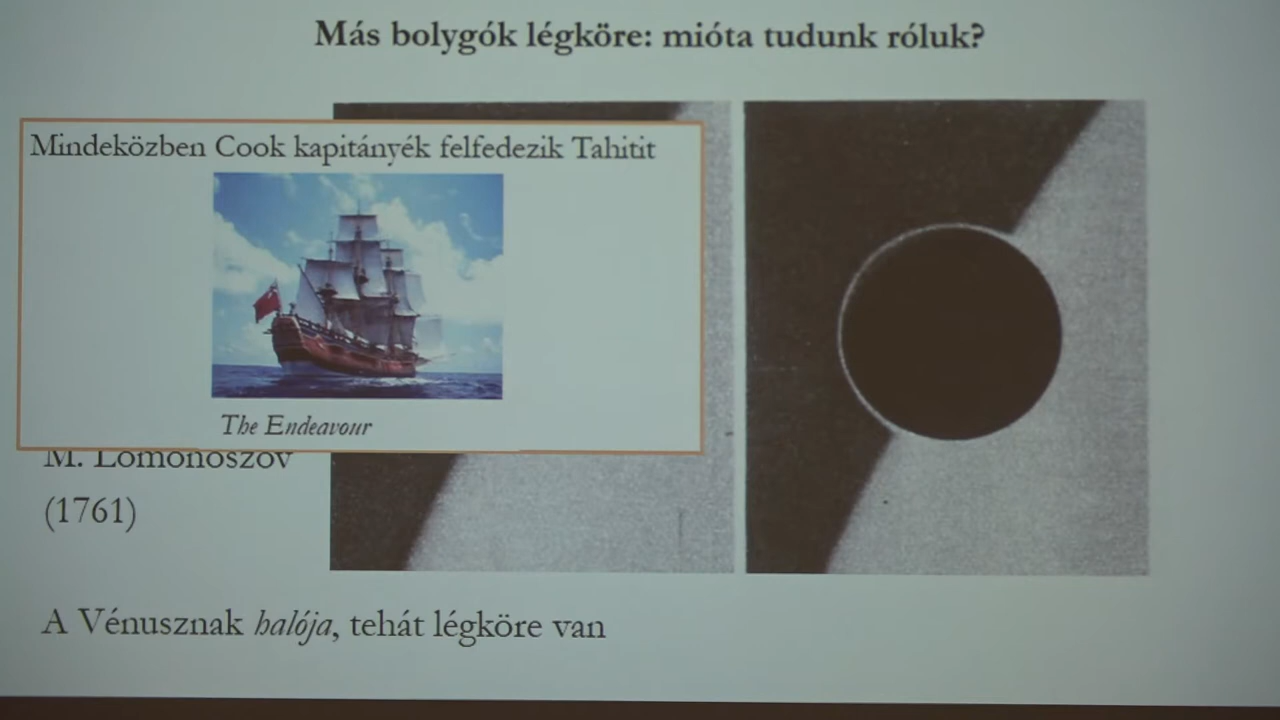 Más bolygók légköre: mióta tudunk róluk?
Mindeközben Cook kapitányék felfedezik Tahitit
The Endeavour
M. Lomonoszov
(1761)
A Vénusznak halója, tehát légköre van